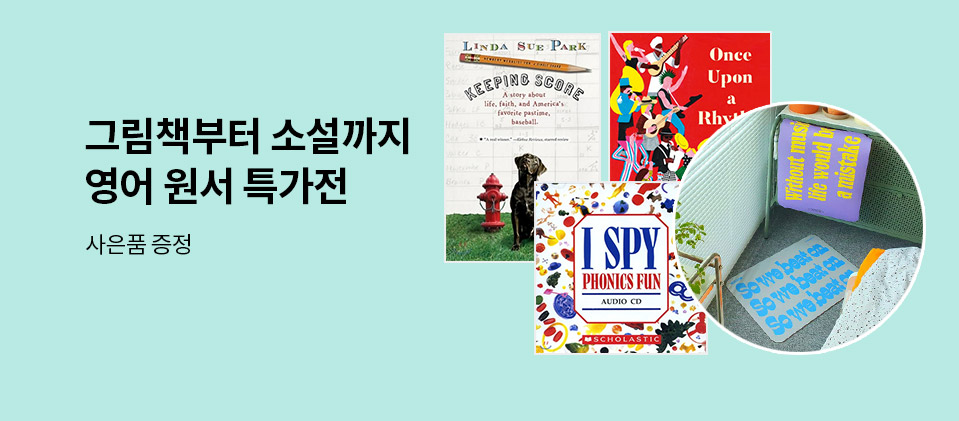 그림책부터 소설까지
영어 원서 특가전
사은품 증정
LINDA SUE PARK
KEEPING SCORE
A story about
life, faith, and America's
favorite pastime,
baseball.
Once
Upon
a
I SPY
PHONICS FUN
AUDIO CD
SCHOLASTIC
Without
life would
a mistake
So we beat on
So we beat on
So we beat on